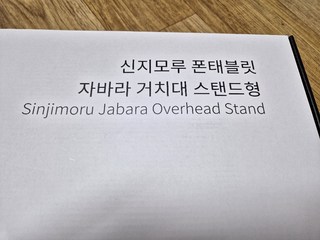 신지모루 폰태블릿
자바라 거치대 스탠드형
Sinjimoru Jabara Overhead Stand